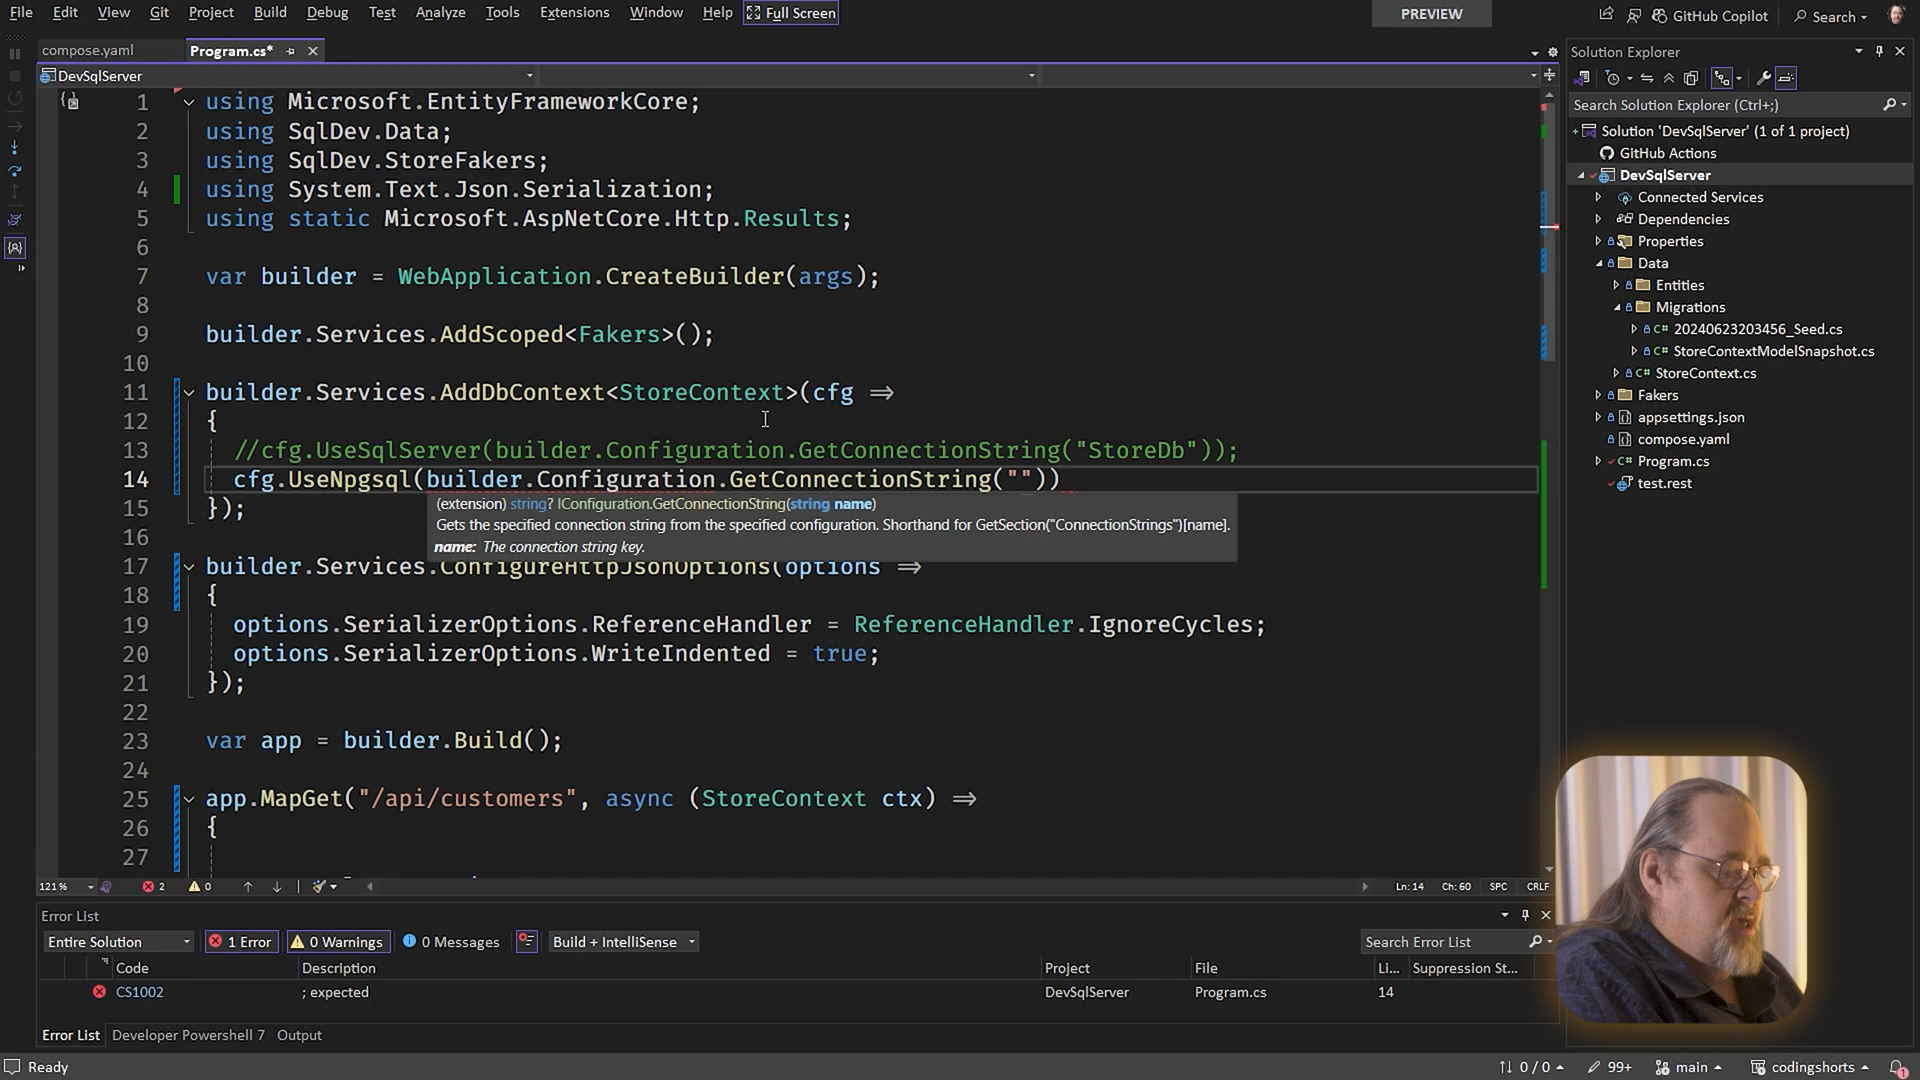 File Edit View Git Project Build Debug Test Analyze Tools Extensions Window Help Full Screen PREVIEW GitHub Copilot Search
compose.yaml Program.cs*
DevSqlServer
1 using Microsoft.EntityFrameworkCore;
2 using SqlDev.Data;
3 using SqlDev.StoreFakers;
4 using System.Text.Json.Serialization;
5 using static Microsoft.AspNetCore.Http.Results;
6
7 var builder = WebApplication.CreateBuilder(args);
8
9 builder.Services.AddScoped<Fakers>();
10
11 builder.Services.AddDbContext<StoreContext>(cfg =>
12 {
13 //cfg.UseSqlServer(builder.Configuration.GetConnectionString("StoreDb"));
14 cfg.UseNpgsql(builder.Configuration.GetConnectionString(""))
15 });
(extension) string? IConfiguration.GetConnectionString(string name)
Gets the specified connection string from the specified configuration. Shorthand for GetSection("ConnectionStrings")[name].
name: The connection string key.
16
17 builder.Services.ConfigureHttpJsonOptions(options =>
18 {
19 options.SerializerOptions.ReferenceHandler = ReferenceHandler.IgnoreCycles;
20 options.SerializerOptions.WriteIndented = true;
21 });
22
23 var app = builder.Build();
24
25 app.MapGet("/api/customers", async (StoreContext ctx) =>
26 {
27
121 % 2 0 Ln: 14 Ch: 60 SPC CRLF
Error List
Entire Solution 1 Error 0 Warnings 0 Messages Build + IntelliSense Search Error List
Code Description Project File Li... Suppression St...
CS1002 ; expected DevSqlServer Program.cs 14
Error List Developer Powershell 7 Output
Solution Explorer
Search Solution Explorer (Ctrl+;)
Solution 'DevSqlServer' (1 of 1 project)
GitHub Actions
DevSqlServer
Connected Services
Dependencies
Properties
Data
Entities
Migrations
20240623203456_Seed.cs
StoreContextModelSnapshot.cs
StoreContext.cs
Fakers
appsettings.json
compose.yaml
Program.cs
test.rest
Ready 0 / 0 99+ main codingshorts 1